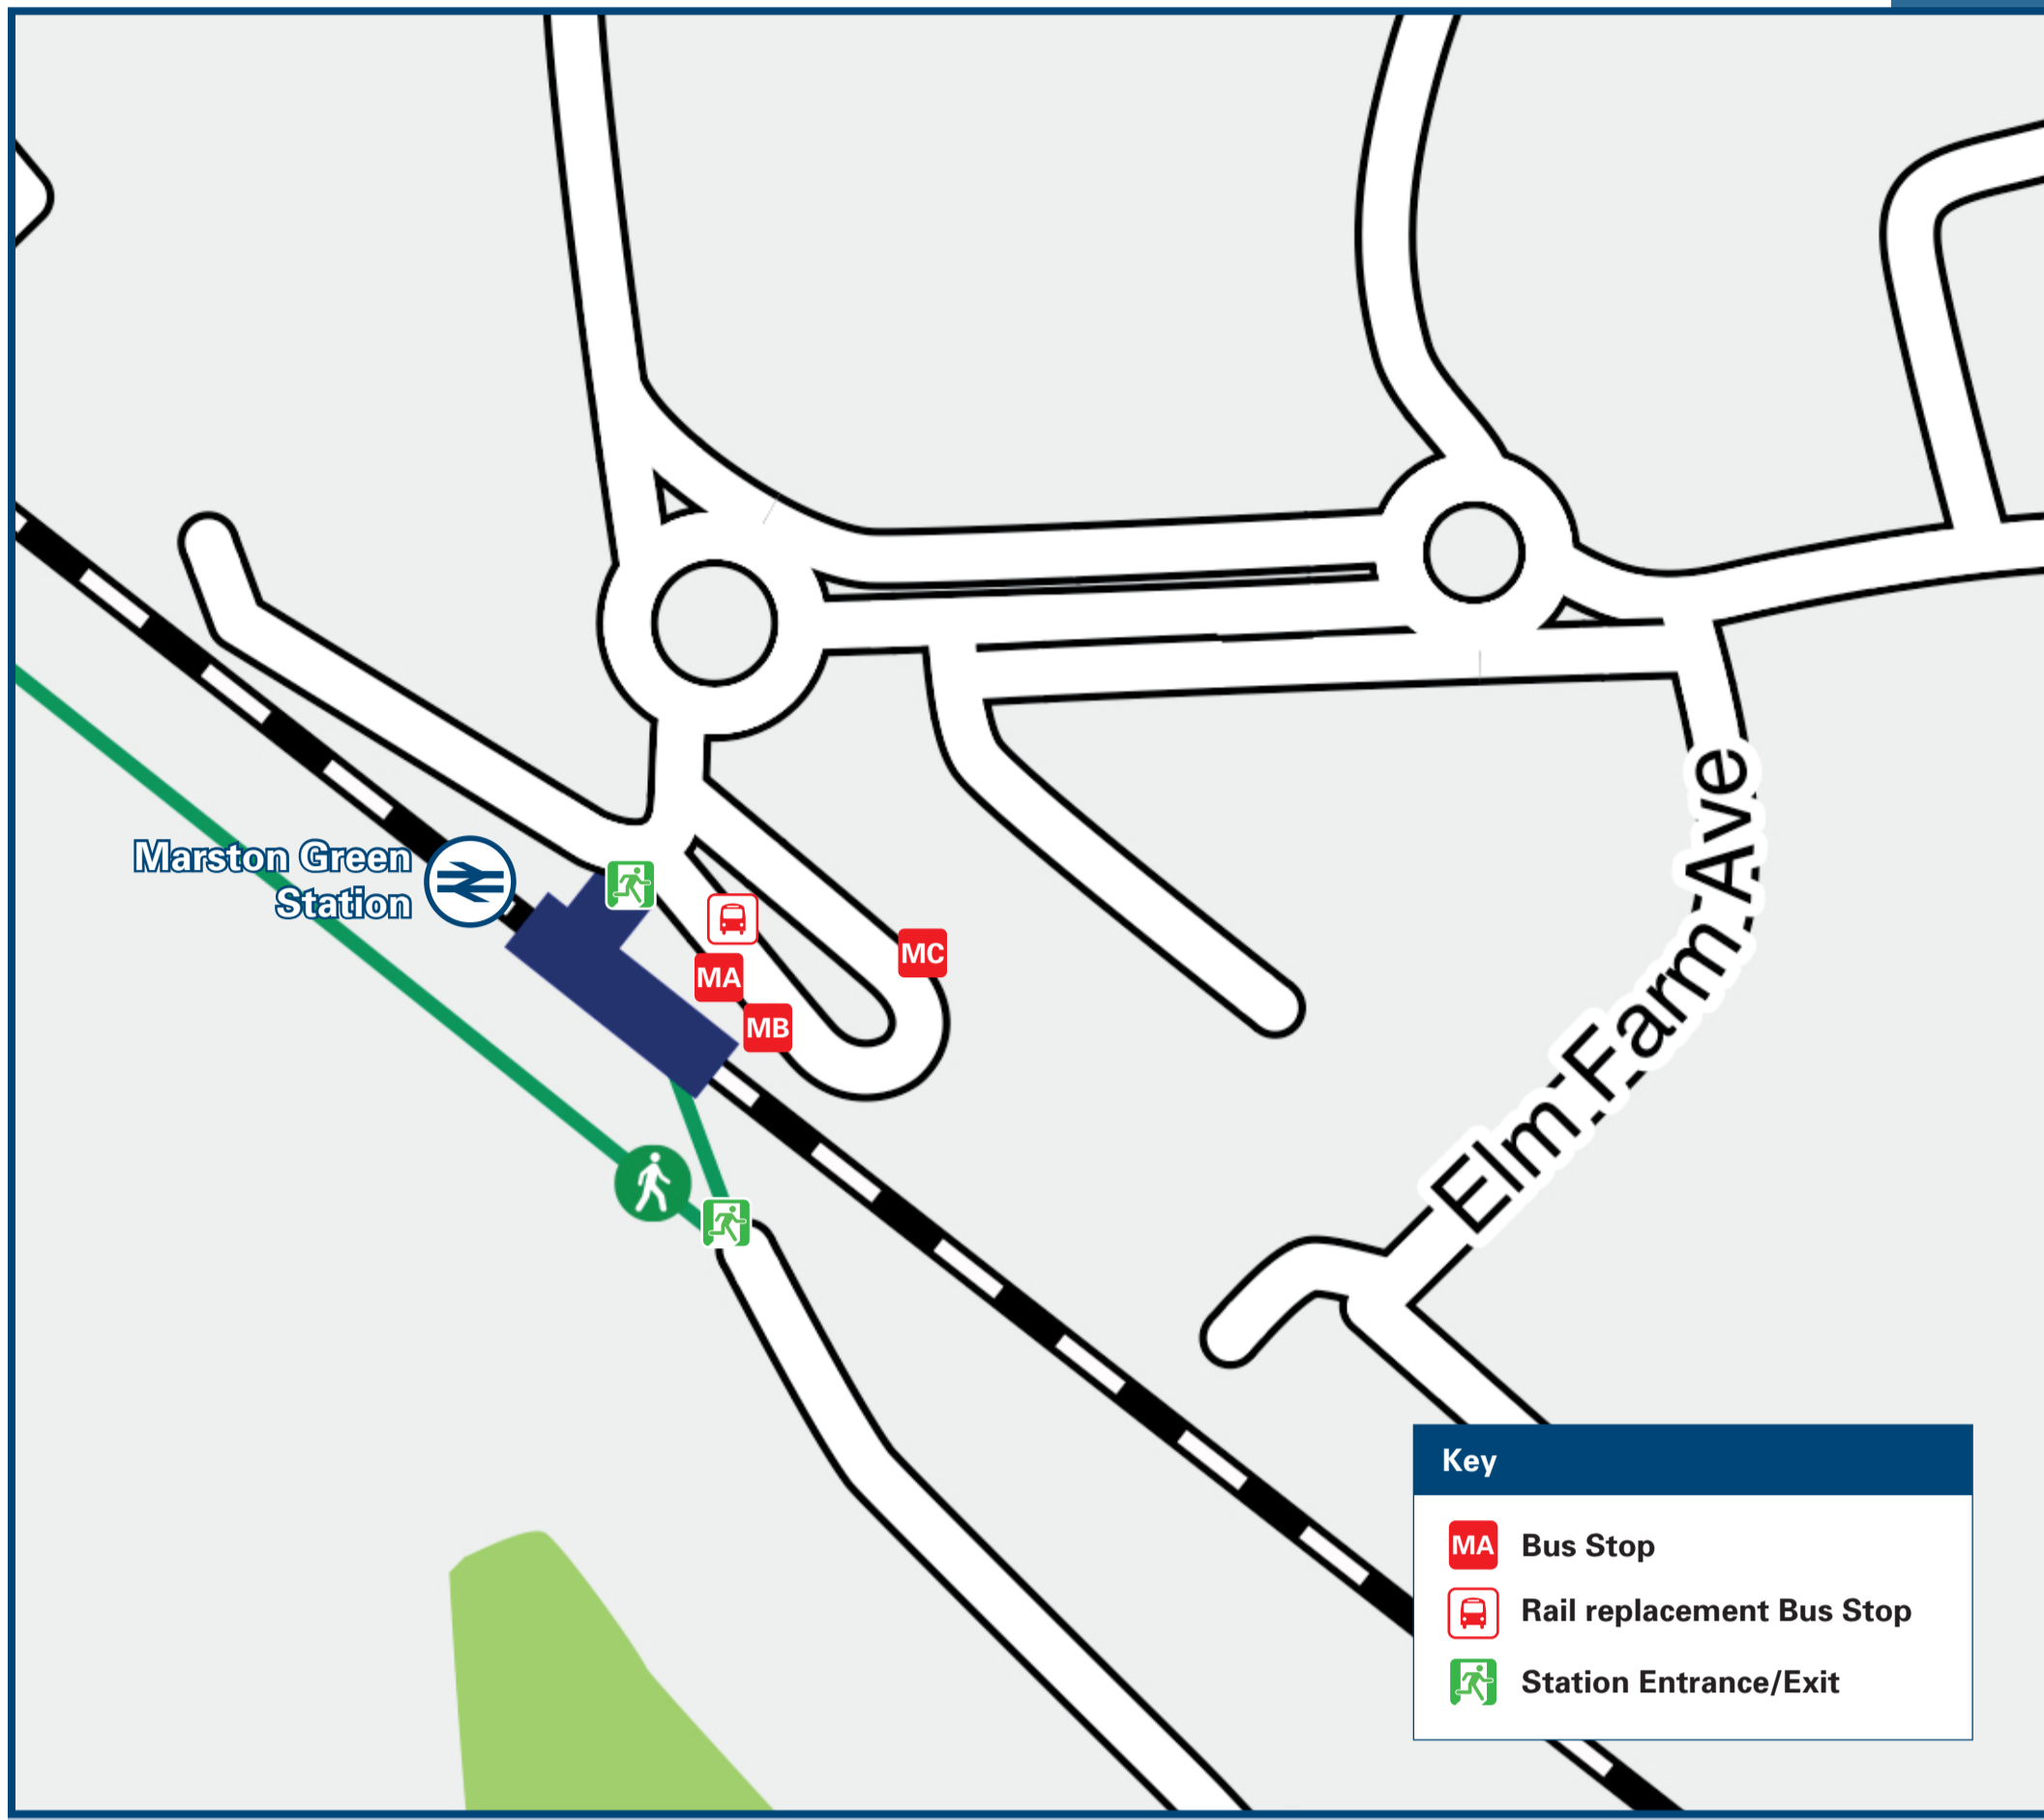 Marston Green
Station
MC
MA
MB
Elm Farm Ave
Key
MA Bus Stop
Rail replacement Bus Stop
Station Entrance/Exit